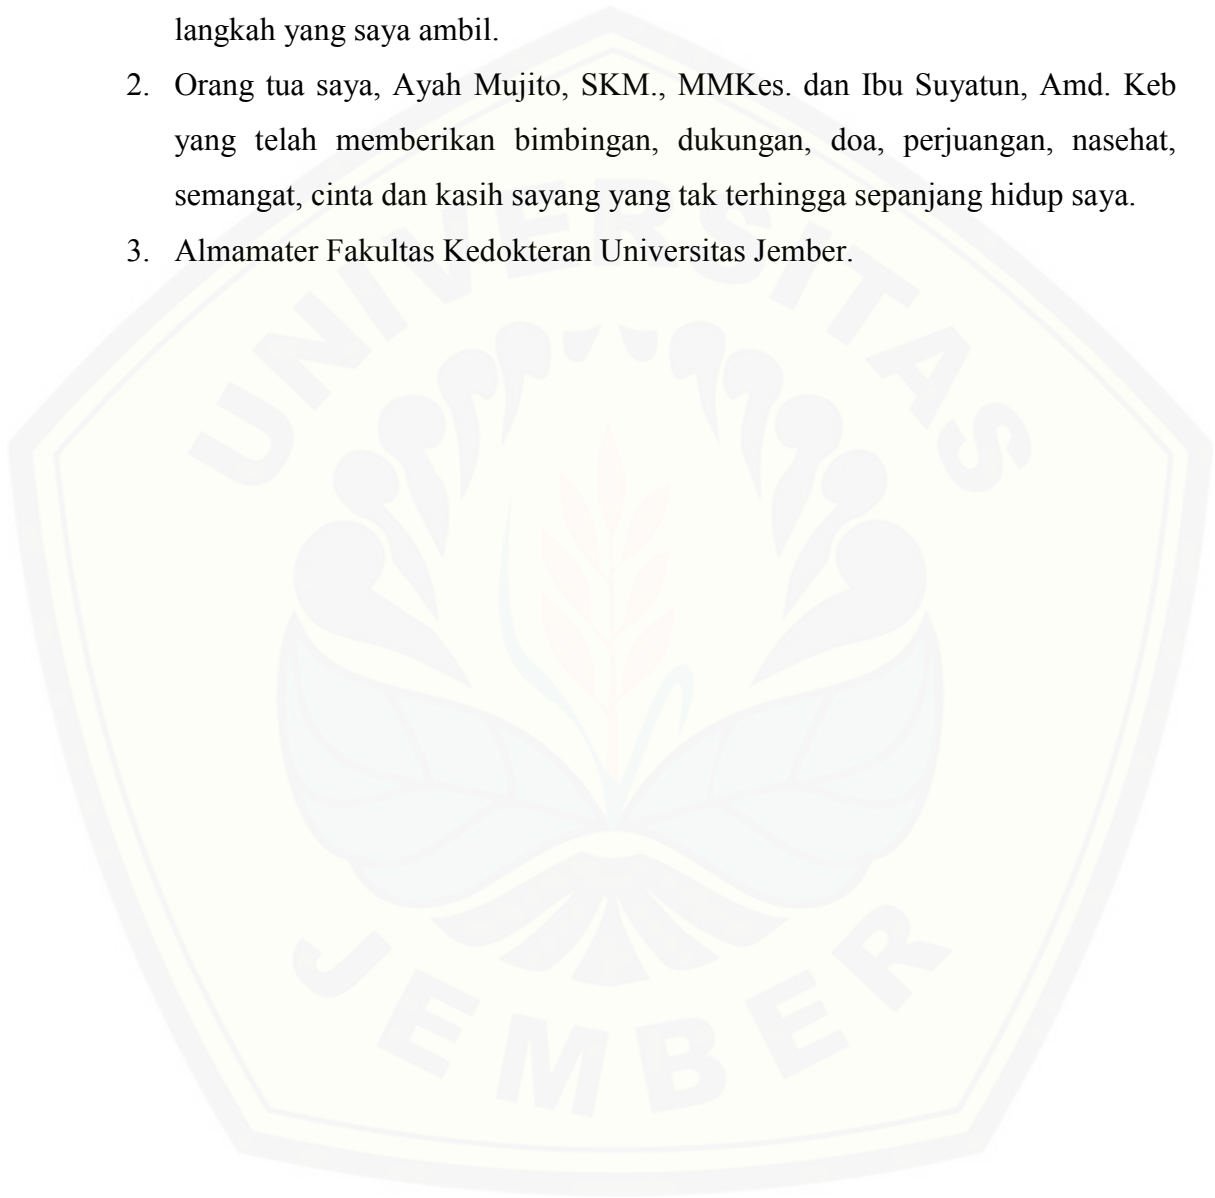 langkah yang saya ambil.
2. Orang tua saya, Ayah Mujito, SKM., MMKes. dan Ibu Suyatun, Amd. Keb
yang telah memberikan bimbingan, dukungan, doa, perjuangan, nasehat,
semangat, cinta dan kasih sayang yang tak terhingga sepanjang hidup saya.
3. Almamater Fakultas Kedokteran Universitas Jember.
UNIVERSITAS
JEMBER